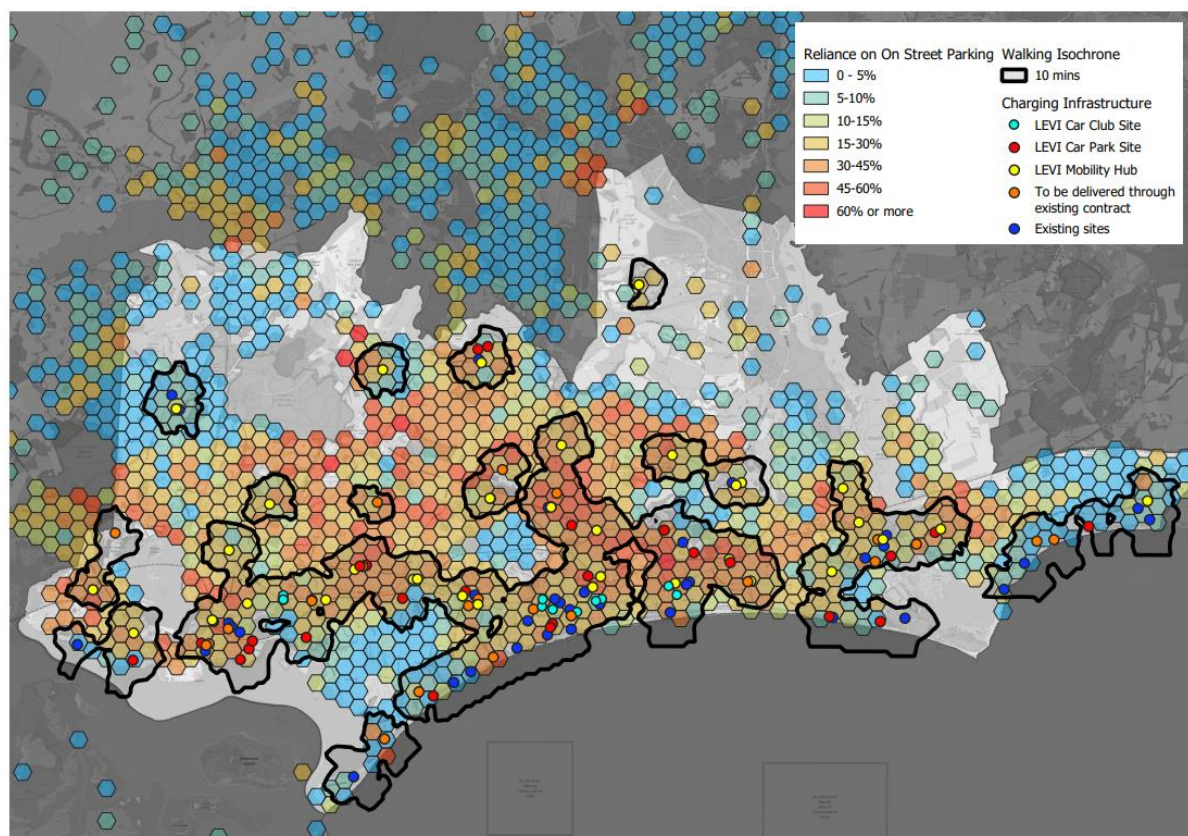 Reliance on On Street Parking
0 - 5%
5-10%
10-15%
15-30%
30-45%
45-60%
60% or more
Walking Isochrone
10 mins
Charging Infrastructure
LEVI Car Club Site
LEVI Car Park Site
LEVI Mobility Hub
To be delivered through
existing contract
Existing sites